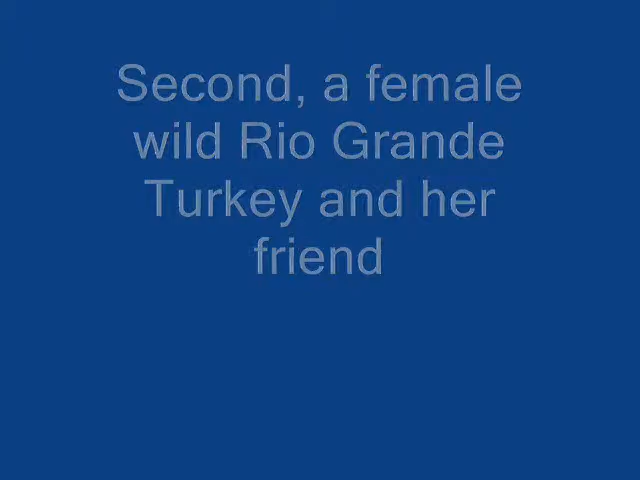 Second, a female
wild Rio Grande
Turkey and her
friend